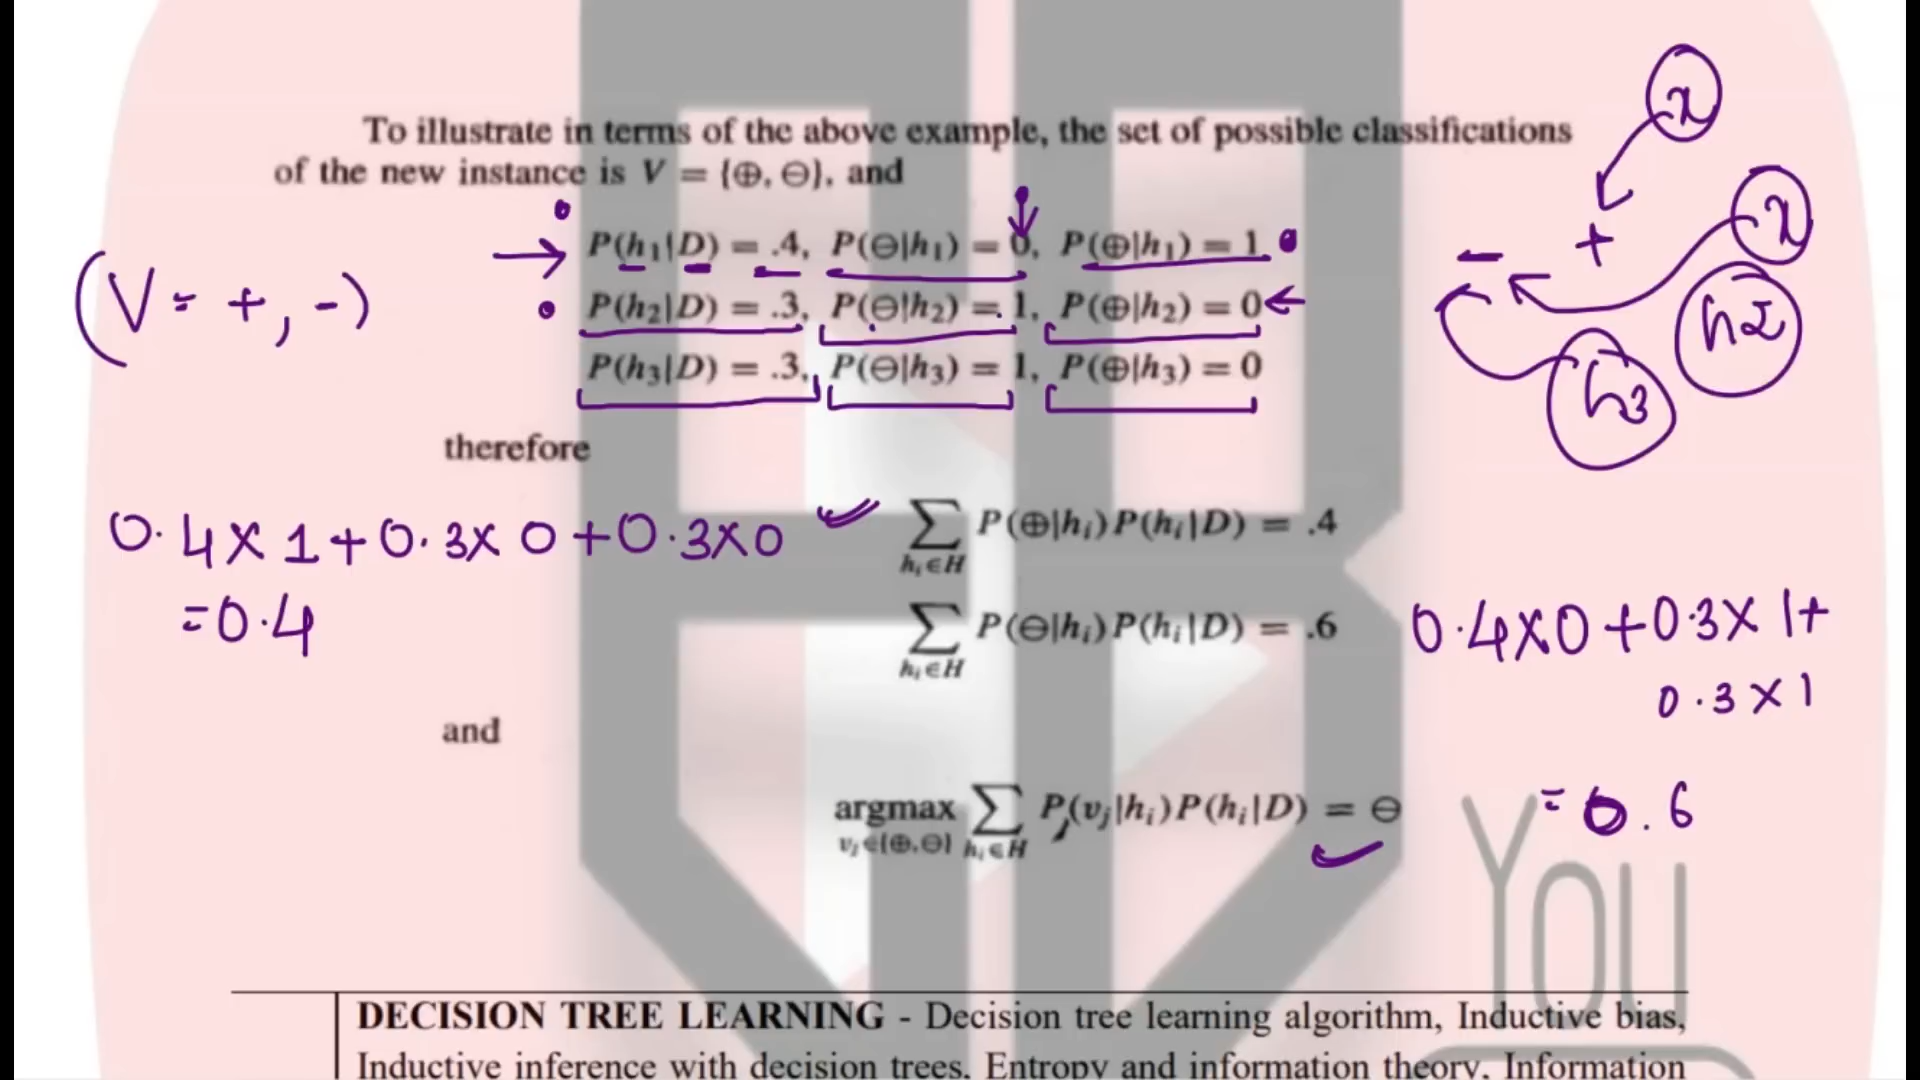 To illustrate in terms of the above example, the set of possible classifications
of the new instance is V = {⊕, ⊖}, and
P(h₁|D) = .4, P(⊖|h₁) = 0, P(⊕|h₁) = 1
P(h₂|D) = .3, P(⊖|h₂) = 1, P(⊕|h₂) = 0
P(h₃|D) = .3, P(⊖|h₃) = 1, P(⊕|h₃) = 0
(V = +, -)
x
+
x
-
h2
h3
therefore
∑ P(⊕|hᵢ)P(hᵢ|D) = .4
hᵢ∈H
0.4 × 1 + 0.3 × 0 + 0.3 × 0
= 0.4
∑ P(⊖|hᵢ)P(hᵢ|D) = .6
hᵢ∈H
0.4 × 0 + 0.3 × 1 +
0.3 × 1
= 0.6
and
argmax ∑ P(vⱼ|hᵢ)P(hᵢ|D) = ⊖
vⱼ∈{⊕,⊖} hᵢ∈H
You
DECISION TREE LEARNING - Decision tree learning algorithm, Inductive bias,
Inductive inference with decision trees, Entropy and information theory, Information